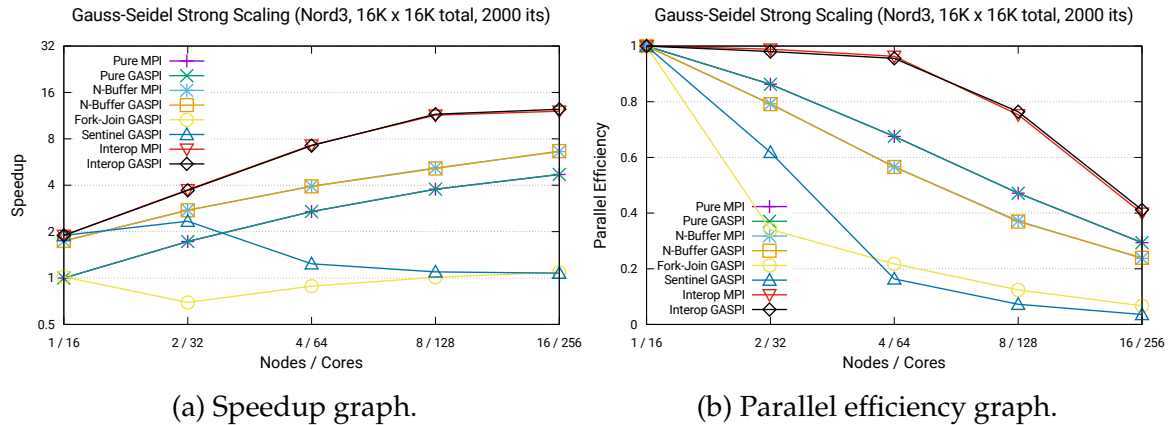 Gauss-Seidel Strong Scaling (Nord3, 16K x 16K total, 2000 its)
32
16
8
4
2
1
0.5
Speedup
Pure MPI
Pure GASPI
N-Buffer MPI
N-Buffer GASPI
Fork-Join GASPI
Sentinel GASPI
Interop MPI
Interop GASPI
1 / 16
2 / 32
4 / 64
8 / 128
16 / 256
Nodes / Cores
(a) Speedup graph.
Gauss-Seidel Strong Scaling (Nord3, 16K x 16K total, 2000 its)
1
0.8
0.6
0.4
0.2
0
Parallel Efficiency
Pure MPI
Pure GASPI
N-Buffer MPI
N-Buffer GASPI
Fork-Join GASPI
Sentinel GASPI
Interop MPI
Interop GASPI
1 / 16
2 / 32
4 / 64
8 / 128
16 / 256
Nodes / Cores
(b) Parallel efficiency graph.